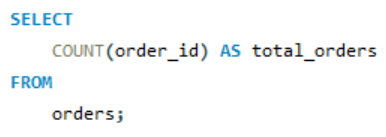 SELECT
    COUNT(order_id) AS total_orders
FROM
    orders;